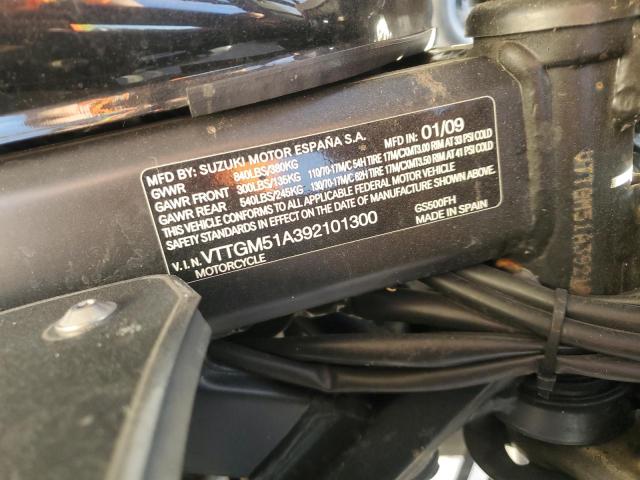 MFD BY: SUZUKI MOTOR ESPAÑA S.A. MFD IN: 01/09
GVWR 840LBS/380KG
GAWR FRONT 300LBS/135KG 110/70-17M/C 54H TIRE 17M/CXMT3.00 RIM AT 33 PSI COLD
GAWR REAR 540LBS/245KG 130/70-17M/C 62H TIRE 17M/CXMT3.50 RIM AT 41 PSI COLD
THIS VEHICLE CONFORMS TO ALL APPLICABLE FEDERAL MOTOR VEHICLE
SAFETY STANDARDS IN EFFECT ON THE DATE OF MANUFACTURE SHOWN ABOVE.
GS500FH
V.I.N. VTTGM51A392101300 MADE IN SPAIN
MOTORCYCLE